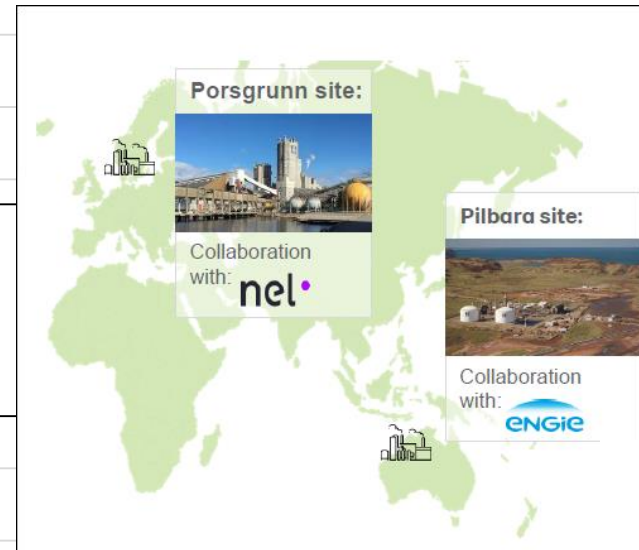 Porsgrunn site:
Collaboration
with: nel
Pilbara site:
Collaboration
with:
ENGIE